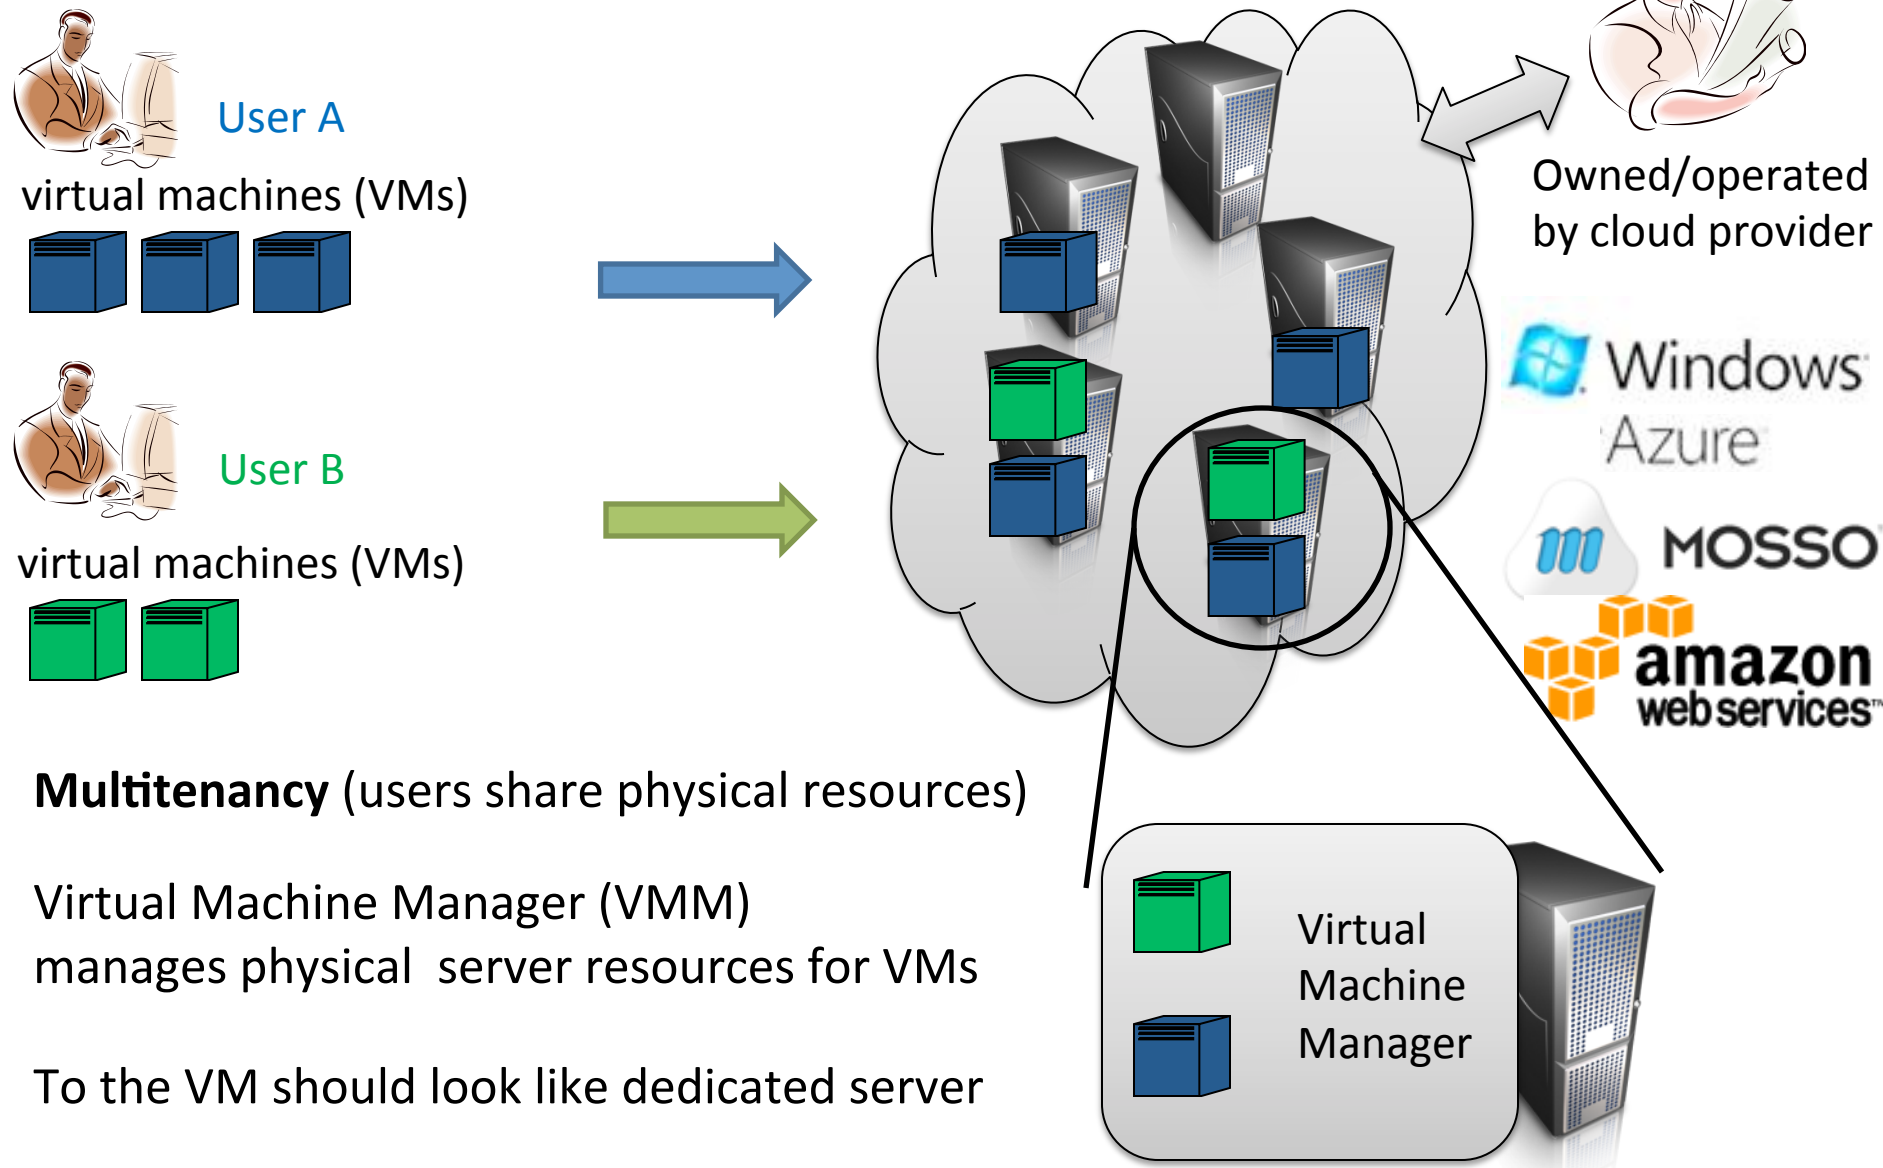 User A
virtual machines (VMs)
User B
virtual machines (VMs)
Owned/operated
by cloud provider
Windows
Azure
m MOSSO
amazon
web services™
Multitenancy (users share physical resources)
Virtual Machine Manager (VMM)
manages physical server resources for VMs
To the VM should look like dedicated server
Virtual
Machine
Manager